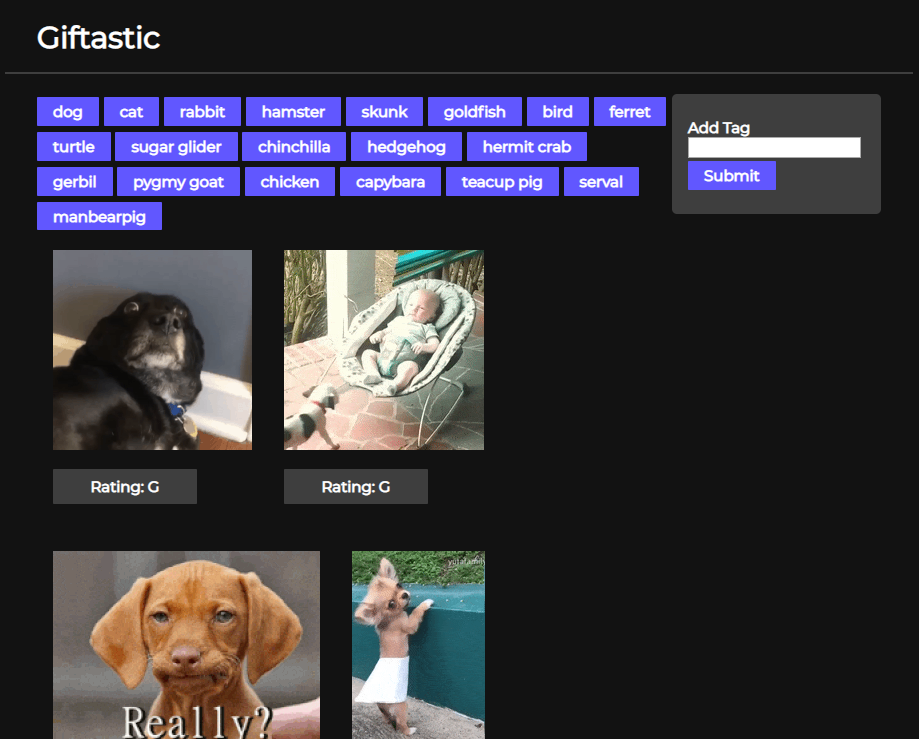 Giftastic
dog cat rabbit hamster skunk goldfish bird ferret
turtle sugar glider chinchilla hedgehog hermit crab
gerbil pygmy goat chicken capybara teacup pig serval
manbearpig
Add Tag
Submit
Rating: G
Rating: G
Really?